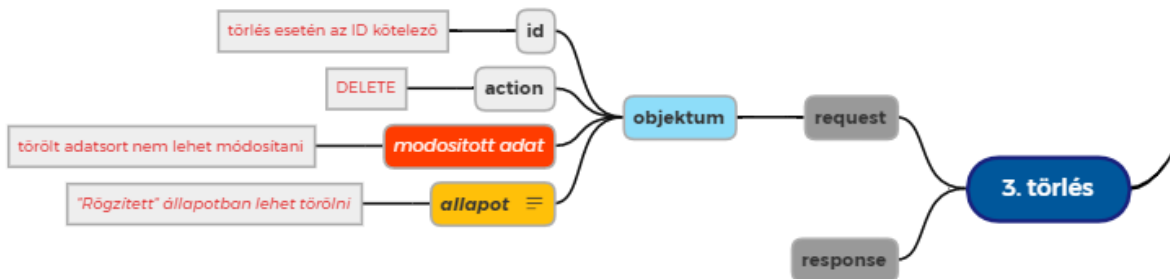 törlés esetén az ID kötelező
id
DELETE
action
objektum
request
törölt adatsort nem lehet módosítani
modosított adat
3. törlés
"Rögzített" állapotban lehet törölni
allapot
response